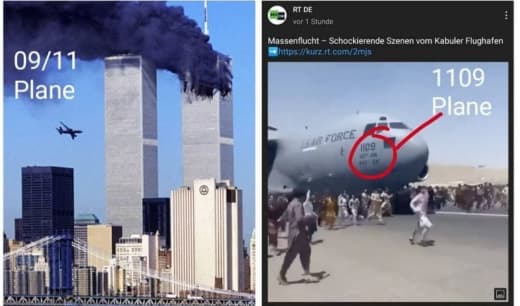 09/11
Plane
RT DE
vor 1 Stunde
Massenflucht – Schockierende Szenen vom Kabuler Flughafen
https://kurz.rt.com/2mjs
1109
Plane
U.S. AIR FORCE
1109